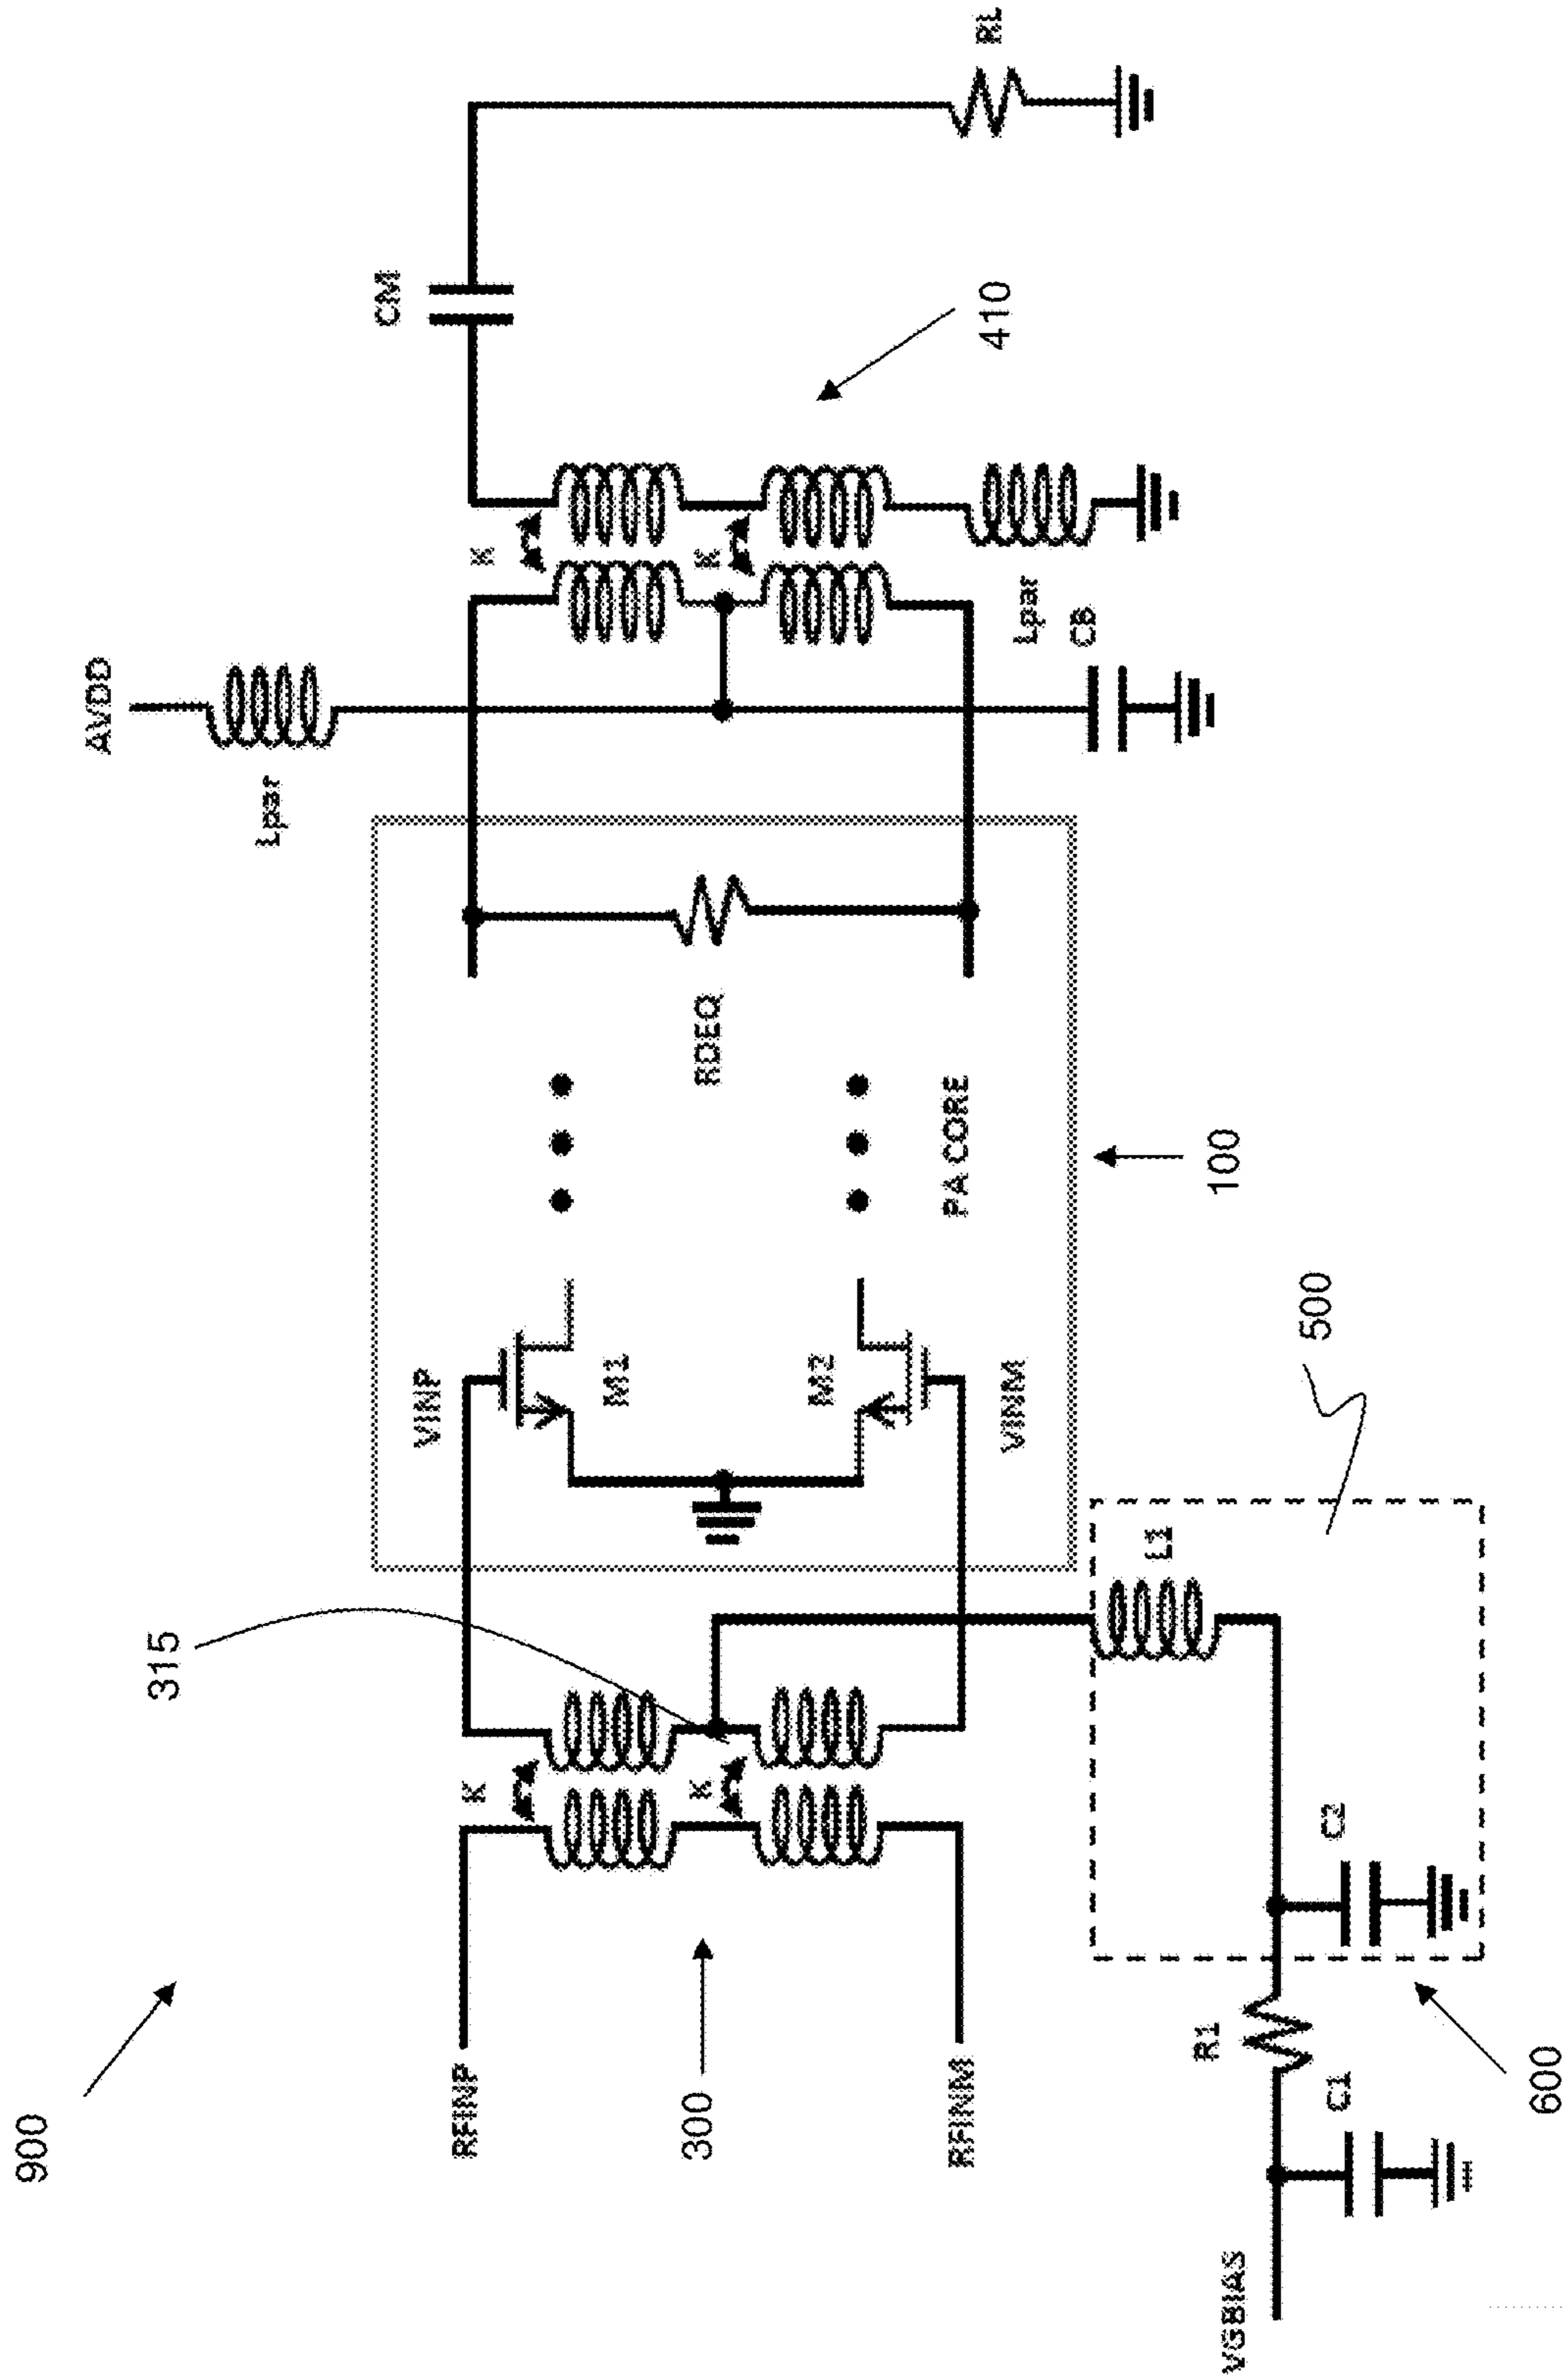 900
RFINP
300
RFINM
VGBIAS
C1
R1
600
C2
L1
500
315
K
K
VINP
M1
M2
VINM
PA CORE
100
RDEQ
Lpar
AVDD
K
K
Lpar
CB
410
CM
RL